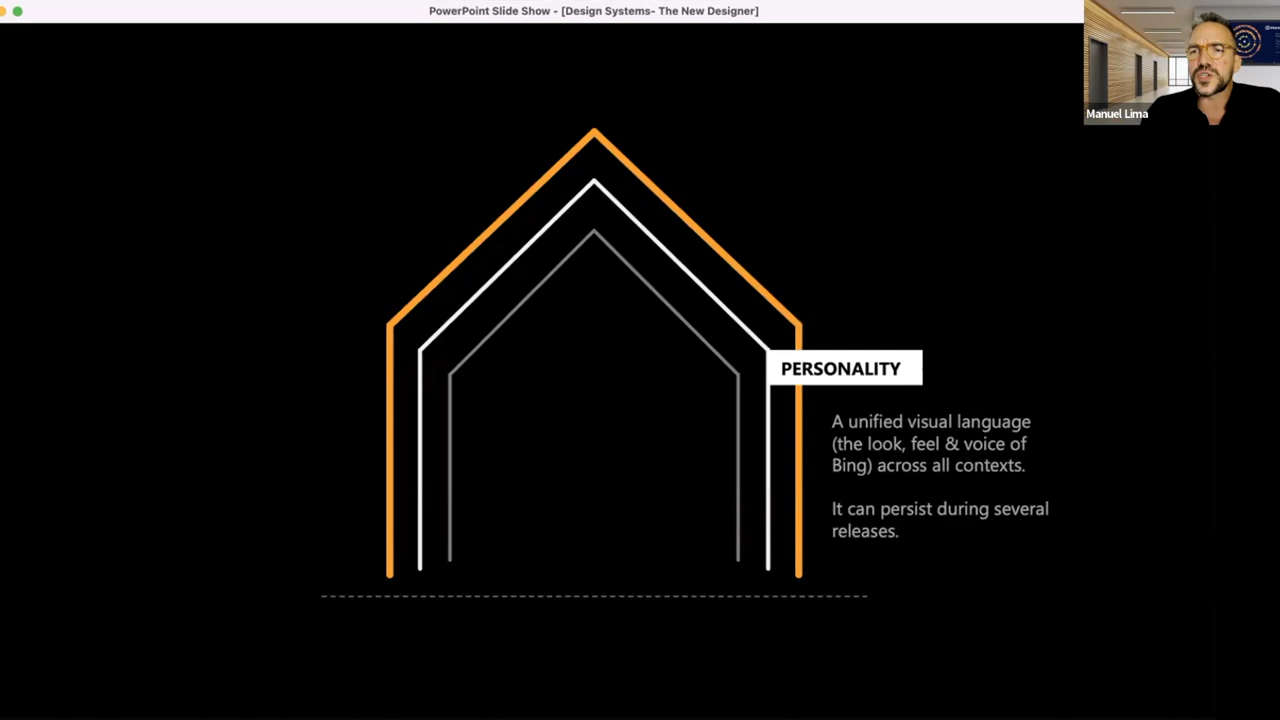 PowerPoint Slide Show - [Design Systems- The New Designer]
Manuel Lima
PERSONALITY
A unified visual language
(the look, feel & voice of
Bing) across all contexts.
It can persist during several
releases.